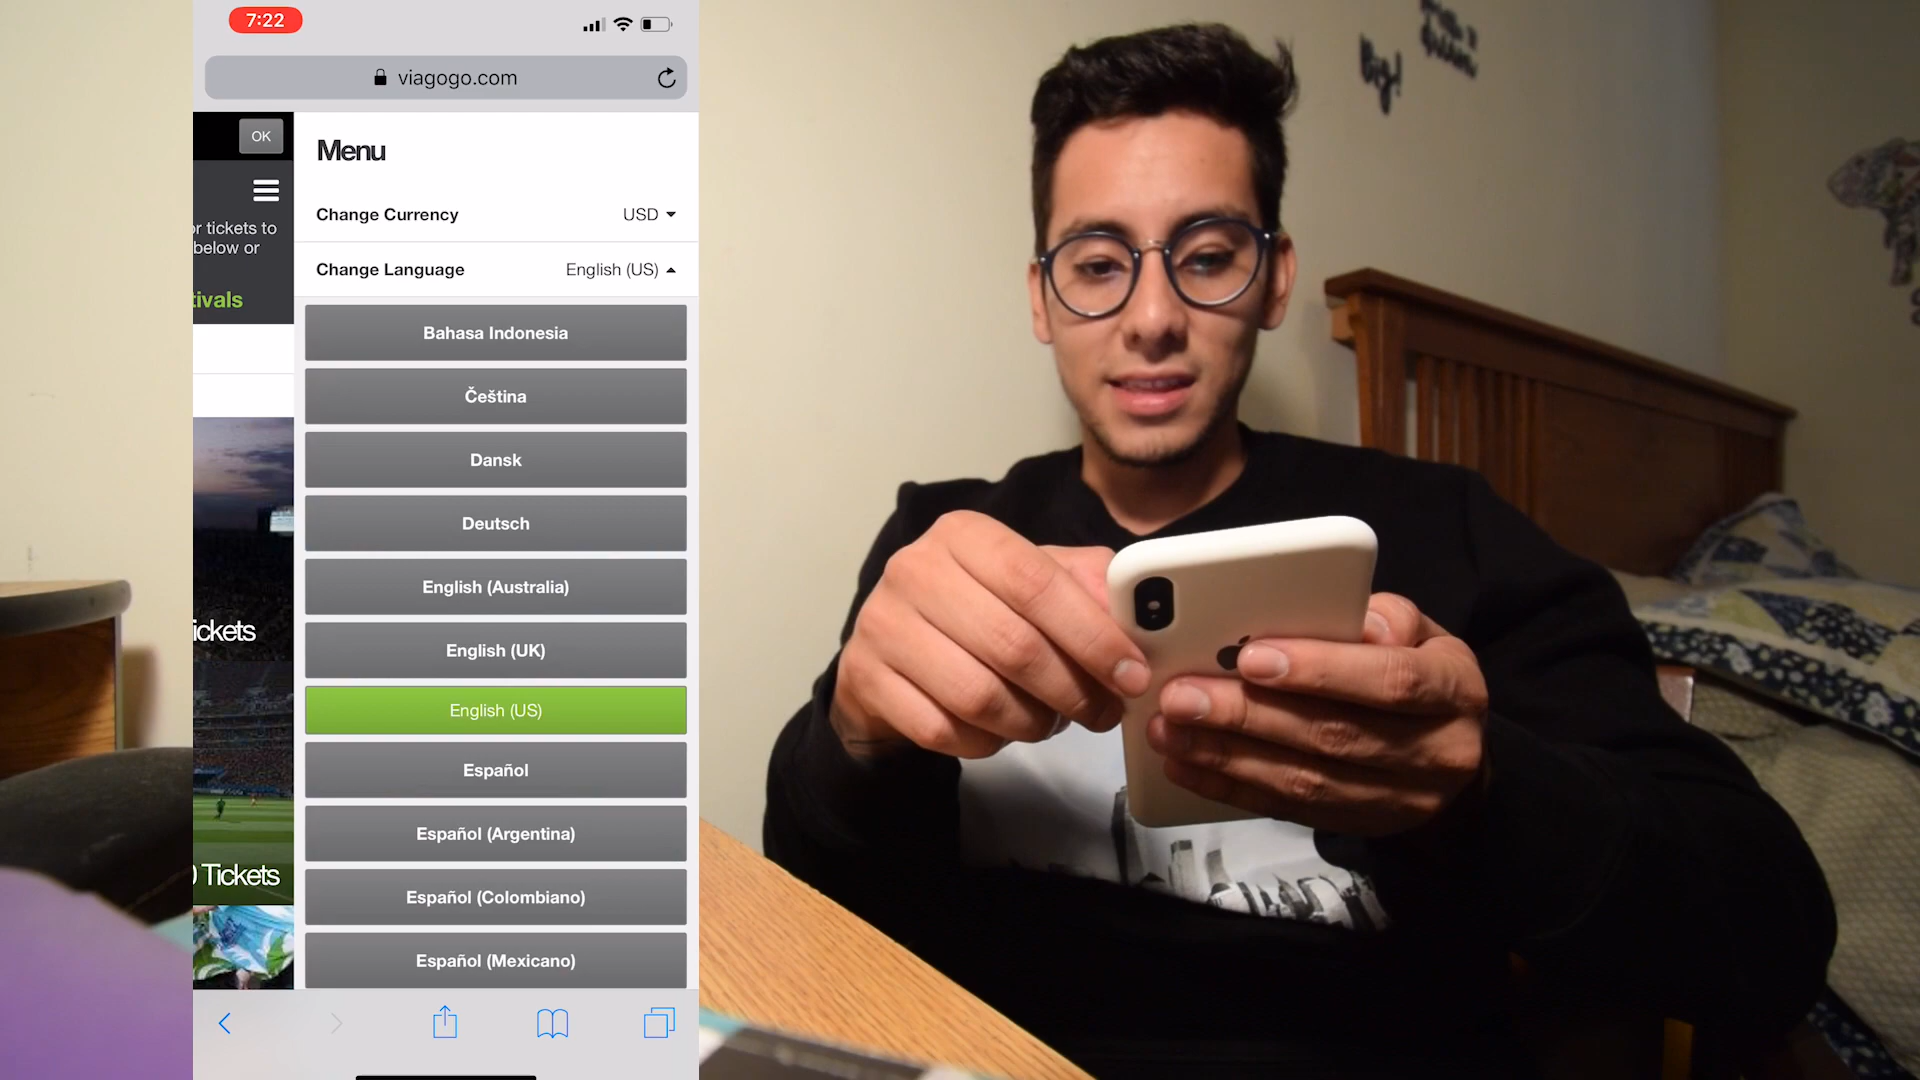 7:22
viagogo.com
OK
Menu
Change Currency
USD
r tickets to
below or
Change Language
English (US)
tivals
Bahasa Indonesia
Čeština
Dansk
Deutsch
English (Australia)
English (UK)
English (US)
Español
Español (Argentina)
Español (Colombiano)
Español (Mexicano)
ickets
Tickets